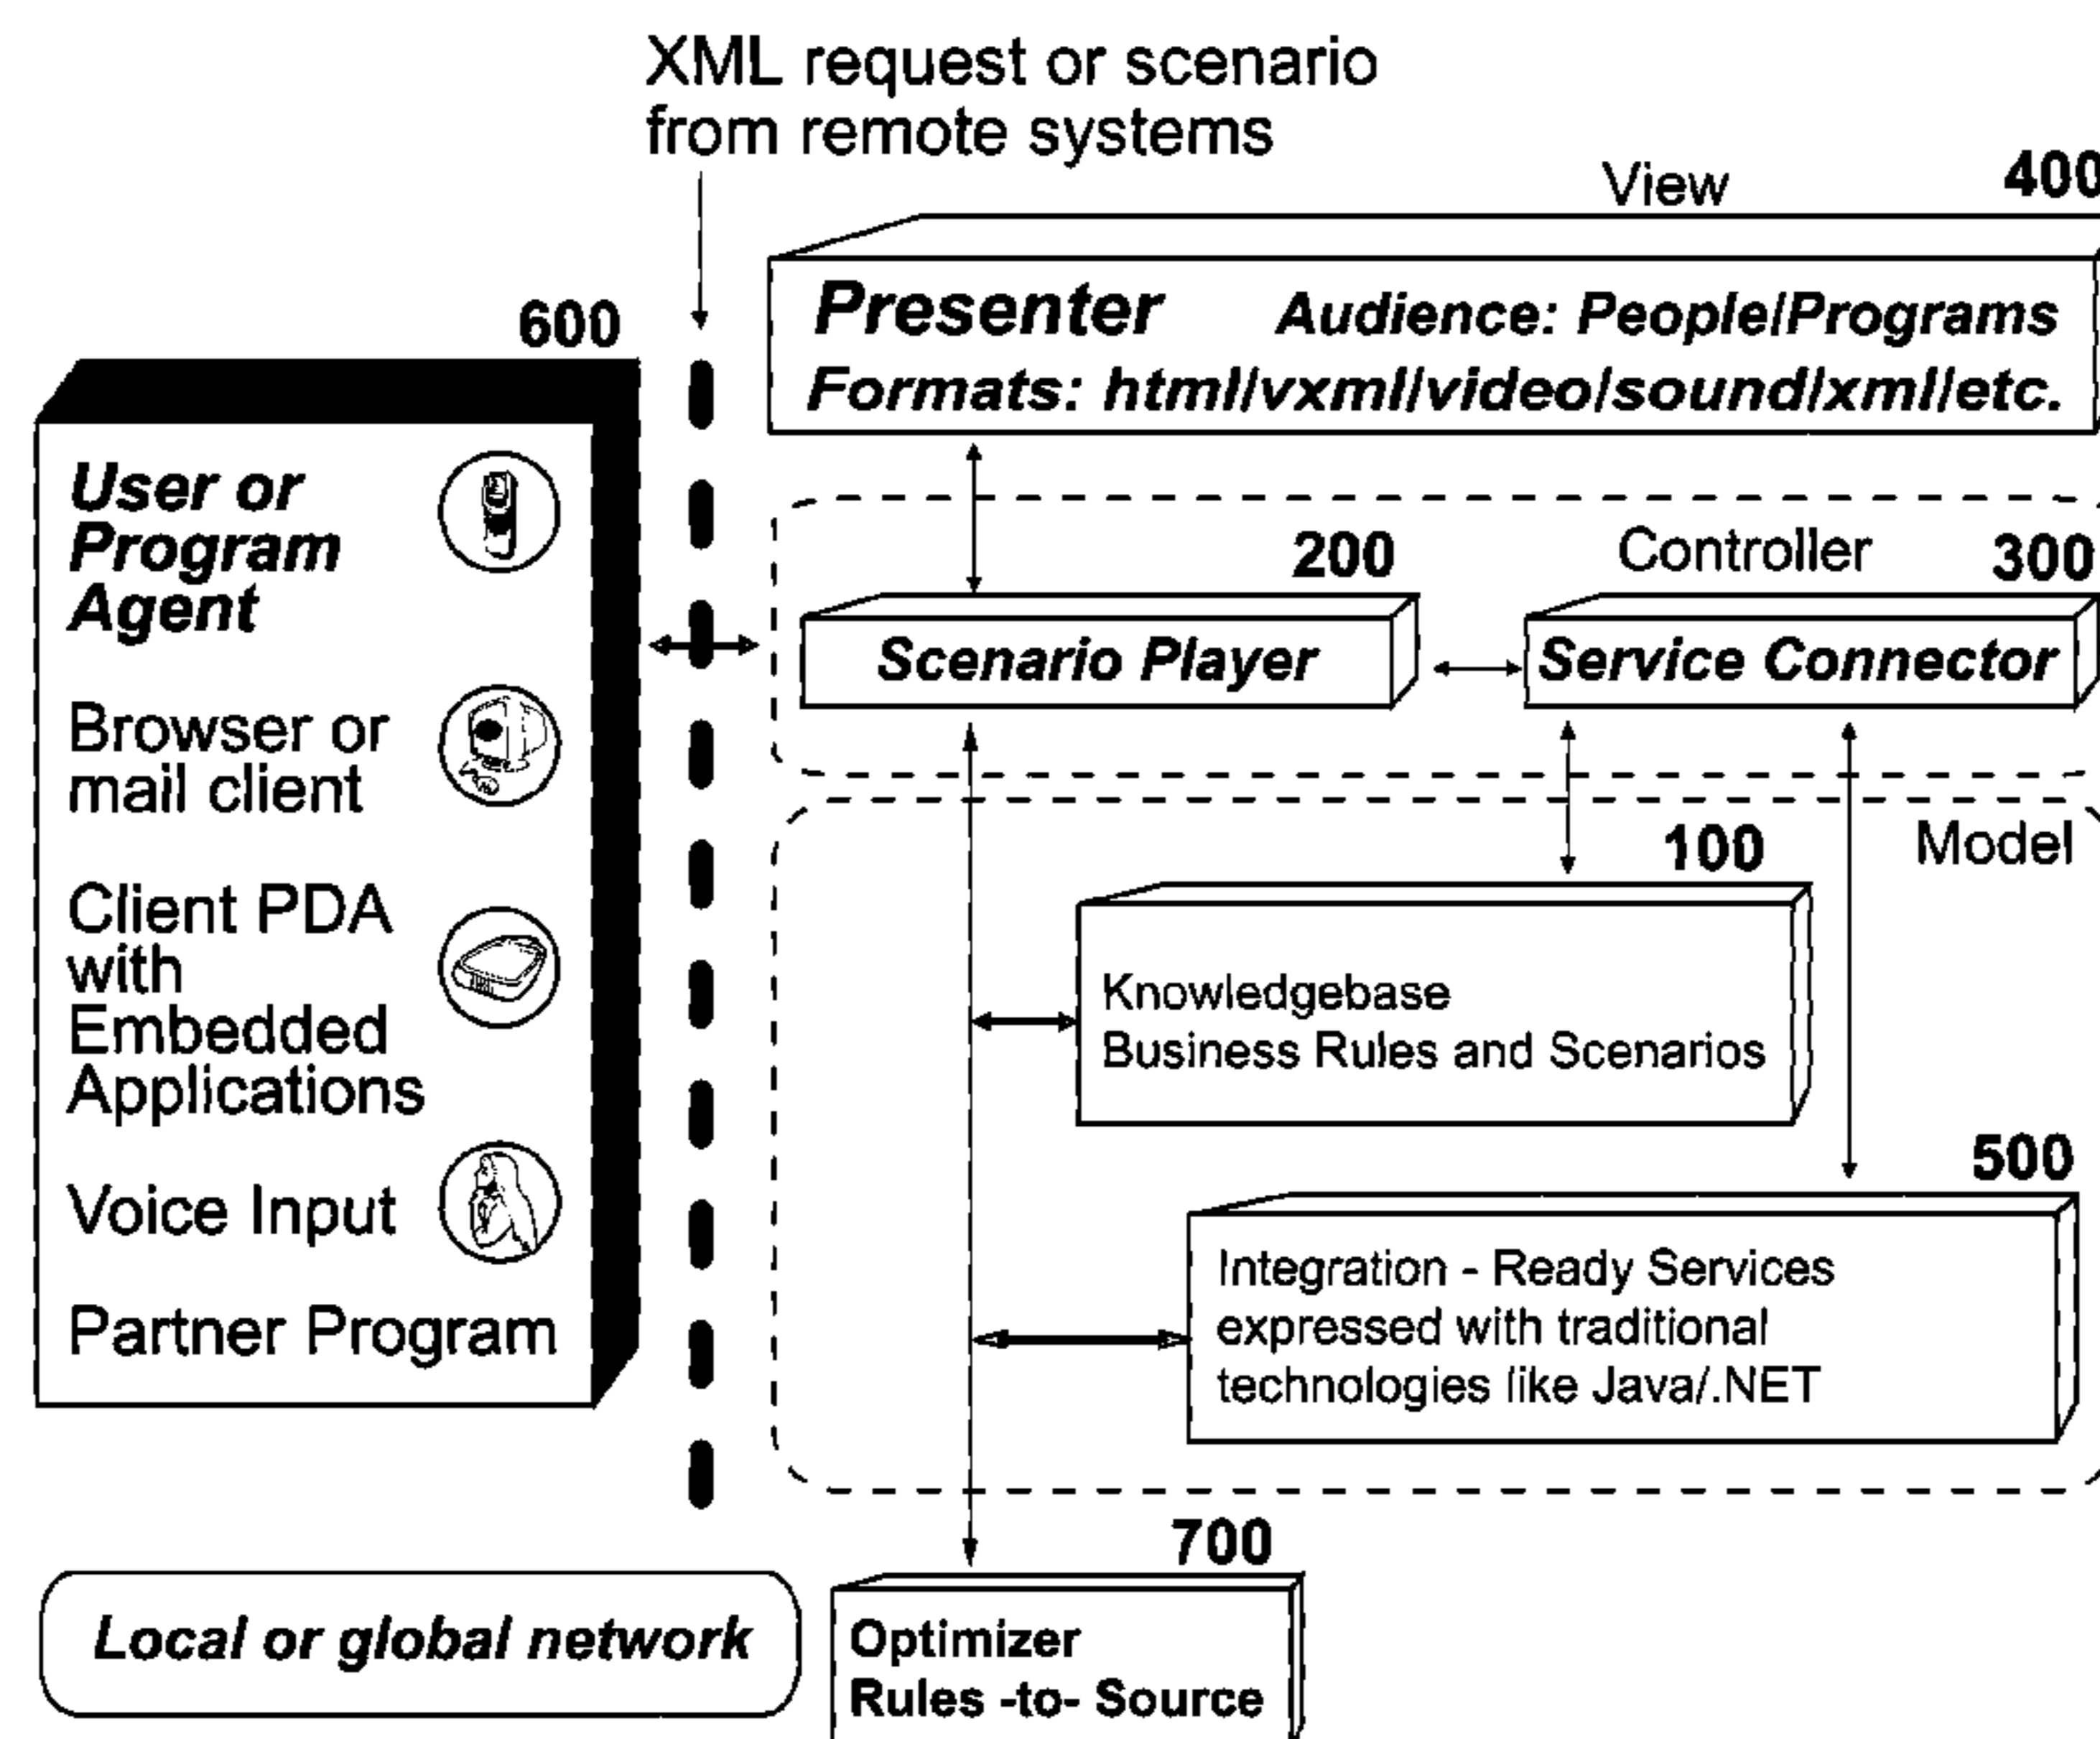 XML request or scenario
from remote systems
View
400
Presenter Audience: People/Programs
Formats: html/vxml/video/sound/xml/etc.
600
User or
Program
Agent
Browser or
mail client
Client PDA
with
Embedded
Applications
Voice Input
Partner Program
200
Controller
300
Scenario Player
Service Connector
Model
100
Knowledgebase
Business Rules and Scenarios
500
Integration - Ready Services
expressed with traditional
technologies like Java/.NET
700
Local or global network
Optimizer
Rules -to- Source